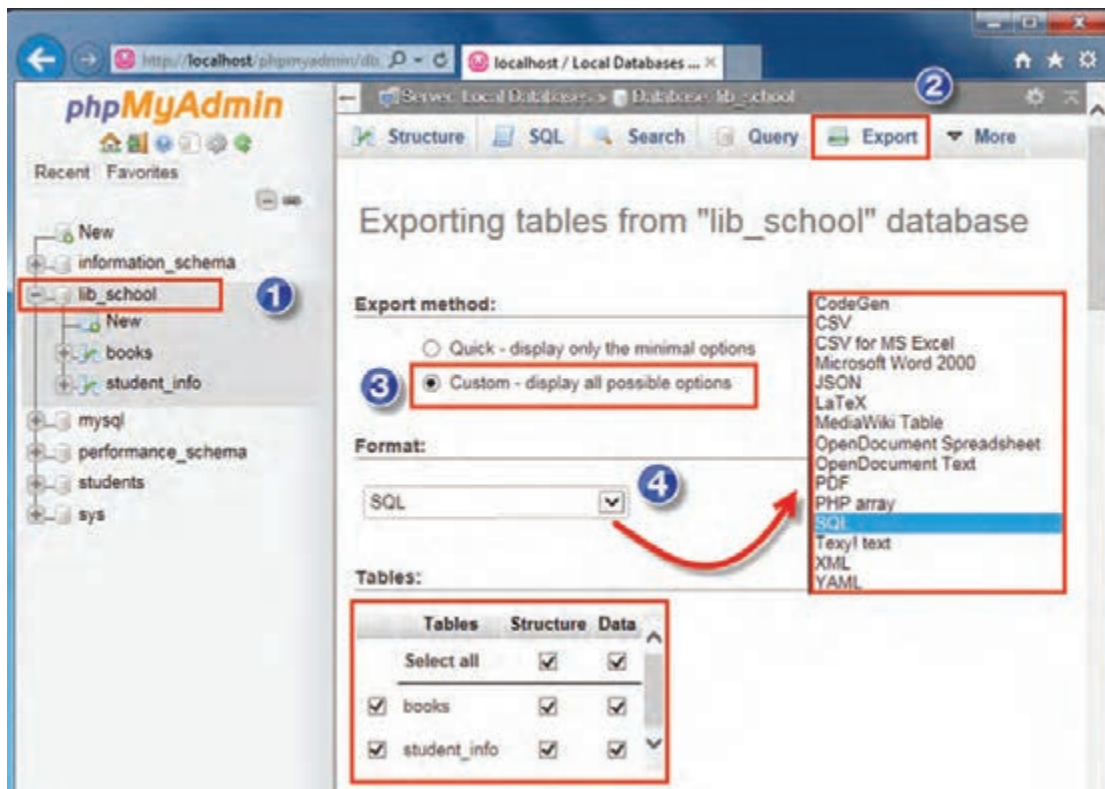 http://localhost/phpmyadmin/db
localhost / Local Databases ...
phpMyAdmin
Recent Favorites
New
information_schema
lib_school
New
books
student_info
mysql
performance_schema
students
sys
1
Server: Local Databases » Database: lib_school
2
Structure SQL Search Query Export More
Exporting tables from "lib_school" database
Export method:
Quick - display only the minimal options
3
Custom - display all possible options
Format:
SQL
4
CodeGen
CSV
CSV for MS Excel
Microsoft Word 2000
JSON
LaTeX
MediaWiki Table
OpenDocument Spreadsheet
OpenDocument Text
PDF
PHP array
SQL
Texy! text
XML
YAML
Tables:
Tables Structure Data
Select all
books
student_info